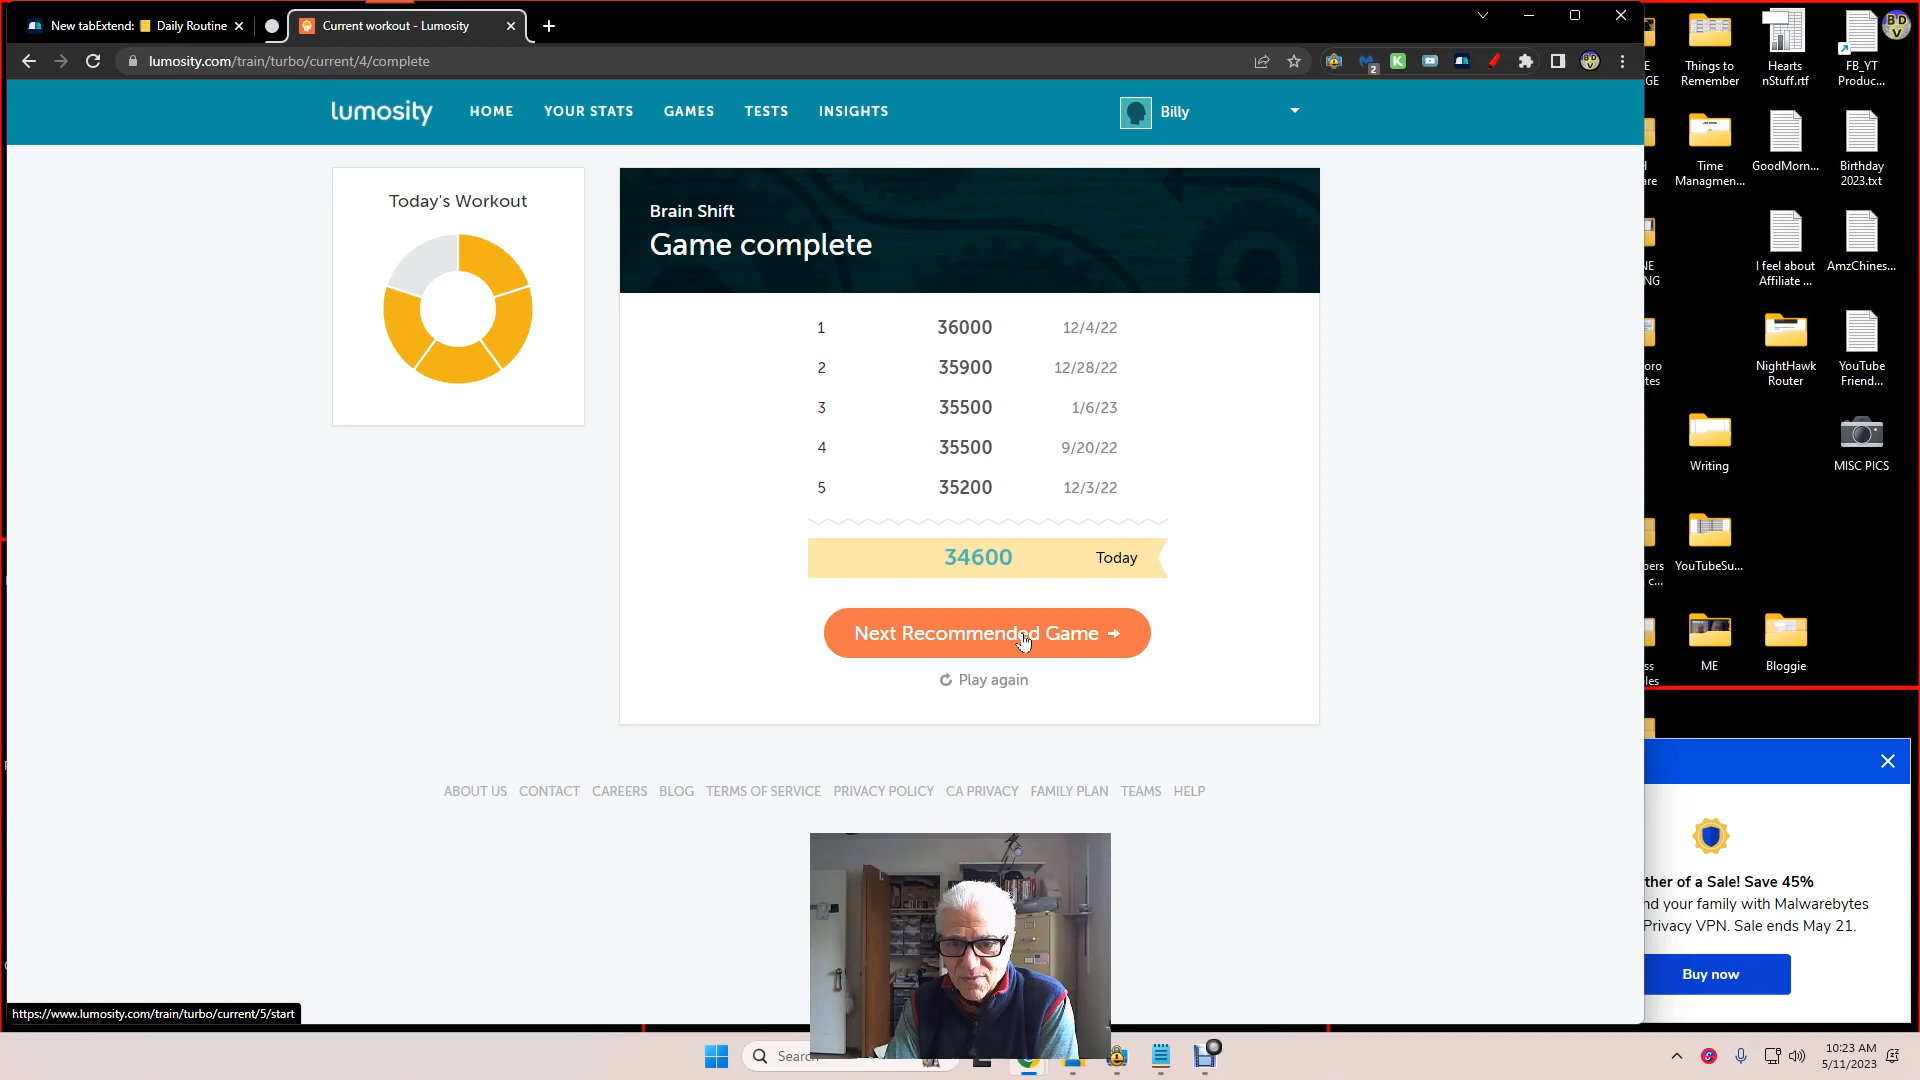 New tabExtend: Daily Routine
Current workout - Lumosity
lumosity.com/train/turbo/current/4/complete
2
K
lumosity
HOME
YOUR STATS
GAMES
TESTS
INSIGHTS
Billy
Today's Workout
Brain Shift
Game complete
1 36000 12/4/22
2 35900 12/28/22
3 35500 1/6/23
4 35500 9/20/22
5 35200 12/3/22
34600 Today
Next Recommended Game
Play again
ABOUT US CONTACT CAREERS BLOG TERMS OF SERVICE PRIVACY POLICY CA PRIVACY FAMILY PLAN TEAMS HELP
https://www.lumosity.com/train/turbo/current/5/start
Things to
Remember
Hearts
nStuff.rtf
FB_YT
Produc...
BD
V
Time
Managmen...
GoodMorn...
Birthday
2023.txt
I feel about
Affiliate ...
AmzChines...
NightHawk
Router
YouTube
Friend...
Writing
MISC PICS
YouTubeSu...
ME
Bloggie
ther of a Sale! Save 45%
nd your family with Malwarebytes
Privacy VPN. Sale ends May 21.
Buy now
Search
10:23 AM
5/11/2023